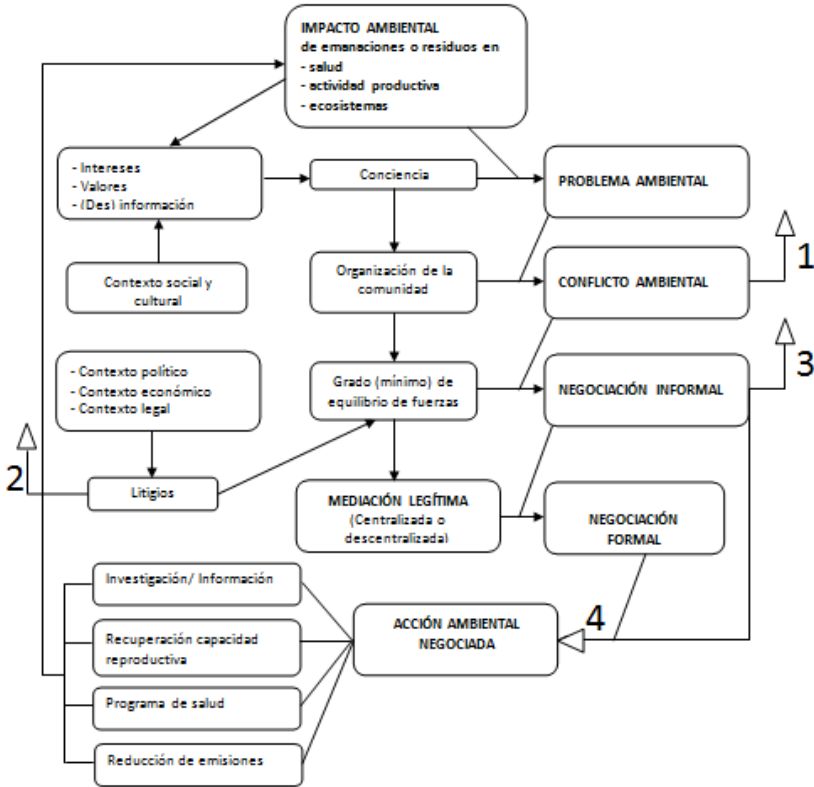 IMPACTO AMBIENTAL
de emanaciones o residuos en
- salud
- actividad productiva
- ecosistemas
- Intereses
- Valores
- (Des) información
Conciencia
PROBLEMA AMBIENTAL
Contexto social y
cultural
Organización de la
comunidad
CONFLICTO AMBIENTAL
1
- Contexto político
- Contexto económico
- Contexto legal
Grado (mínimo) de
equilibrio de fuerzas
NEGOCIACIÓN INFORMAL
3
2
Litigios
MEDIACIÓN LEGÍTIMA
(Centralizada o
descentralizada)
NEGOCIACIÓN
FORMAL
Investigación/ Información
Recuperación capacidad
reproductiva
Programa de salud
Reducción de emisiones
ACCIÓN AMBIENTAL
NEGOCIADA
4